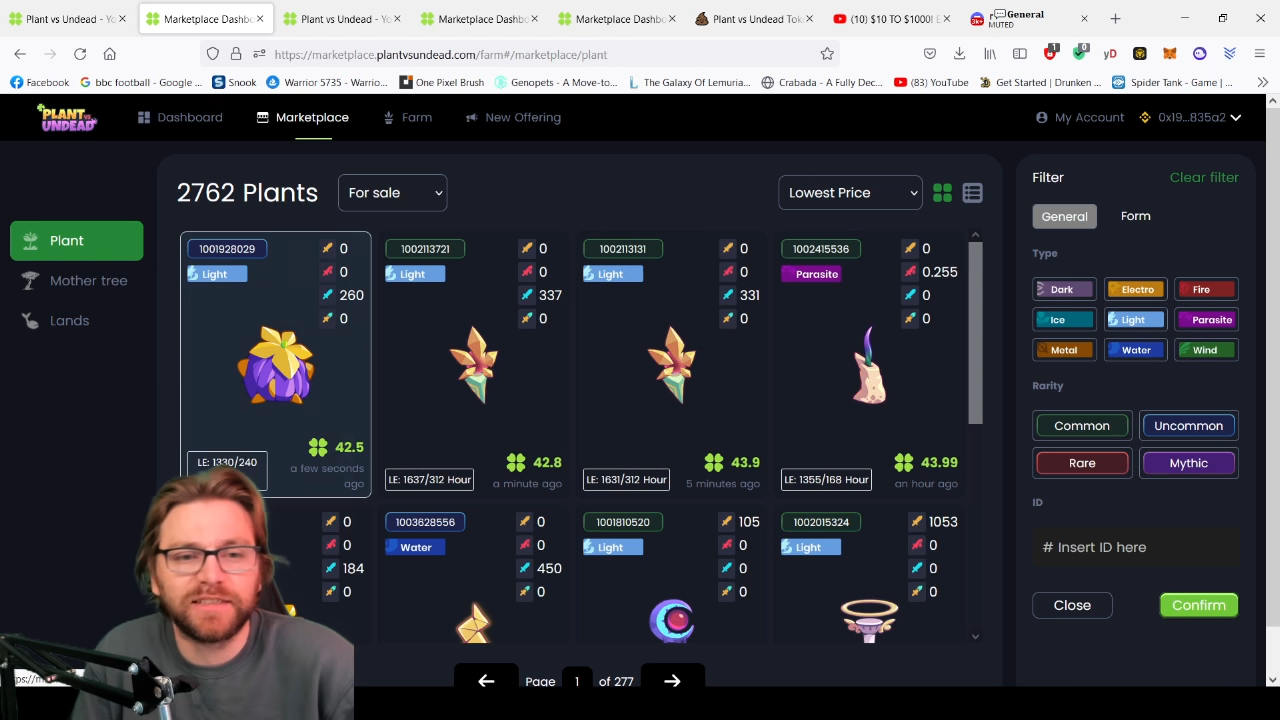 Plant vs Undead - Yo
Marketplace Dashbo
Plant vs Undead - Yo
Marketplace Dashbo
Marketplace Dashbo
Plant vs Undead Tok
(10) $10 TO $1000! E
General
MUTED
3k+
https://marketplace.plantvsundead.com/farm#/marketplace/plant
1
0
yD
Facebook
bbc football - Google ...
Snook
Warrior 5735 - Warrio...
One Pixel Brush
Genopets - A Move-to...
The Galaxy Of Lemuria...
Crabada - A Fully Dec...
(83) YouTube
Get Started | Drunken ...
Spider Tank - Game | ...
PLANT VS UNDEAD
Dashboard
Marketplace
Farm
New Offering
My Account
0x19...835a2
Plant
Mother tree
Lands
2762 Plants
For sale
Lowest Price
1001928029
Light
0
0
260
0
42.5
LE: 1330/240
a few seconds
ago
1002113721
Light
0
0
337
0
42.8
LE: 1637/312 Hour
a minute ago
1002113131
Light
0
0
331
0
43.9
LE: 1631/312 Hour
5 minutes ago
1002415536
Parasite
0
0.255
0
0
43.99
LE: 1355/168 Hour
an hour ago
0
0
184
0
1003628556
Water
0
0
450
0
1001810520
Light
105
0
0
0
1002015324
Light
1053
0
0
0
Page 1 of 277
Filter
Clear filter
General
Form
Type
Dark
Electro
Fire
Ice
Light
Parasite
Metal
Water
Wind
Rarity
Common
Uncommon
Rare
Mythic
ID
# Insert ID here
Close
Confirm